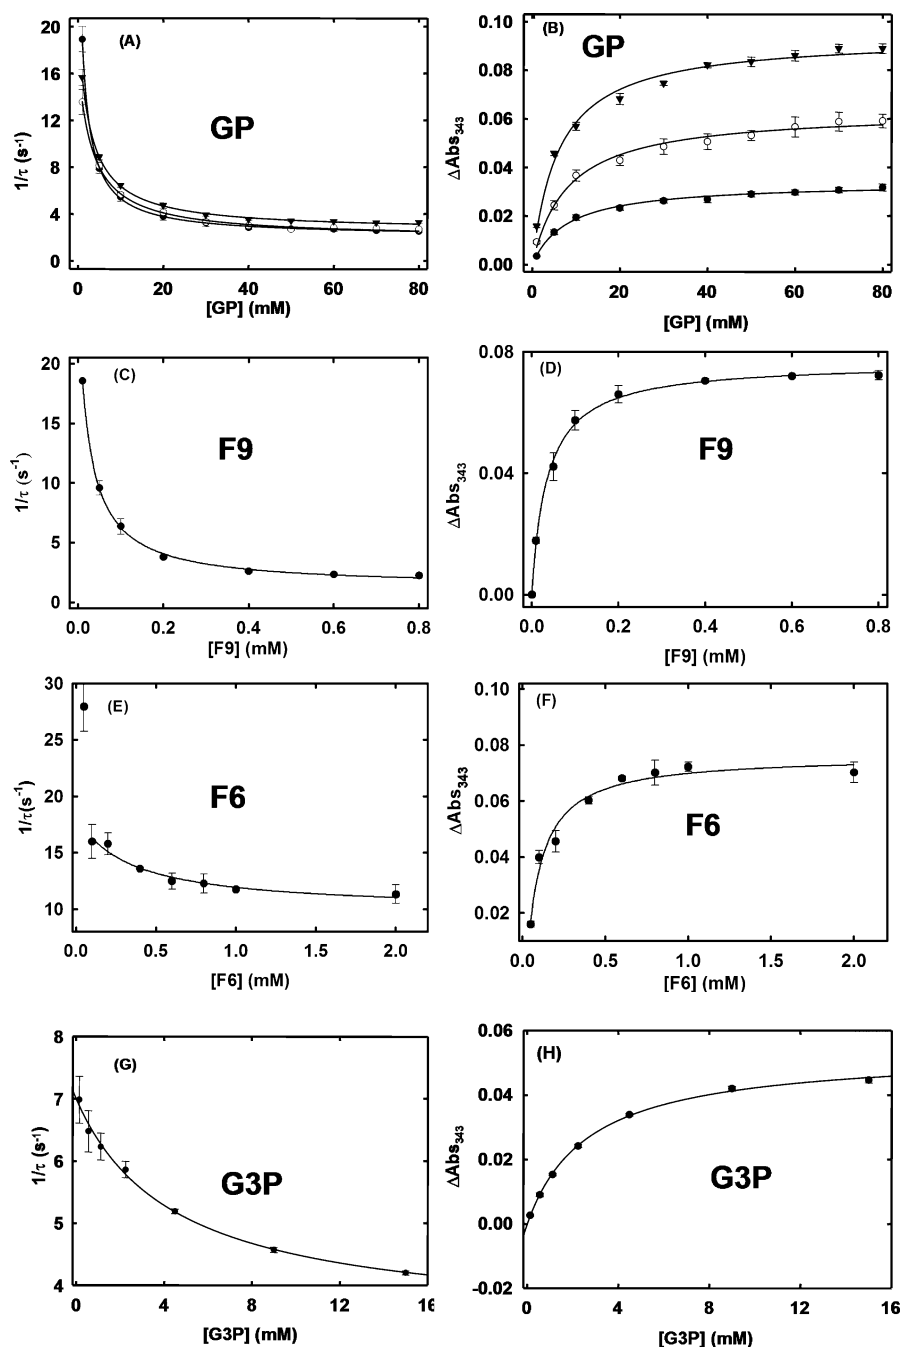 (A)
GP
20
16
12
8
4
0
1/τ (s-1)
0 20 40 60 80
[GP] (mM)
(B)
GP
0.10
0.08
0.06
0.04
0.02
0.00
ΔAbs343
0 20 40 60 80
[GP] (mM)
(C)
F9
20
15
10
5
0
1/τ (s-1)
0.0 0.2 0.4 0.6 0.8
[F9] (mM)
(D)
F9
0.08
0.04
0.00
ΔAbs343
0.0 0.2 0.4 0.6 0.8
[F9] (mM)
(E)
F6
30
25
20
15
10
1/τ(s-1)
0.0 0.5 1.0 1.5 2.0
[F6] (mM)
(F)
F6
0.10
0.08
0.06
0.04
0.02
ΔAbs343
0.0 0.5 1.0 1.5 2.0
[F6] (mM)
(G)
G3P
8
7
6
5
4
1/τ (s-1)
0 4 8 12 16
[G3P] (mM)
(H)
G3P
0.06
0.04
0.02
0.00
-0.02
ΔAbs343
0 4 8 12 16
[G3P] (mM)